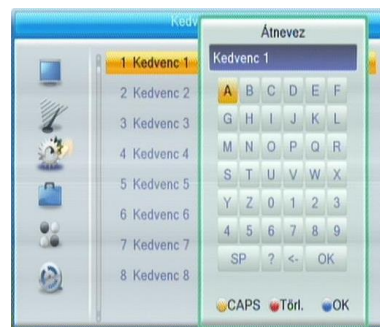 Kedv
1 Kedvenc 1
2 Kedvenc 2
3 Kedvenc 3
4 Kedvenc 4
5 Kedvenc 5
6 Kedvenc 6
7 Kedvenc 7
8 Kedvenc 8
Átnevez
Kedvenc 1
A B C D E F
G H I J K L
M N O P Q R
S T U V W X
Y Z 0 1 2 3
4 5 6 7 8 9
SP ? <- OK
CAPS Törl. OK